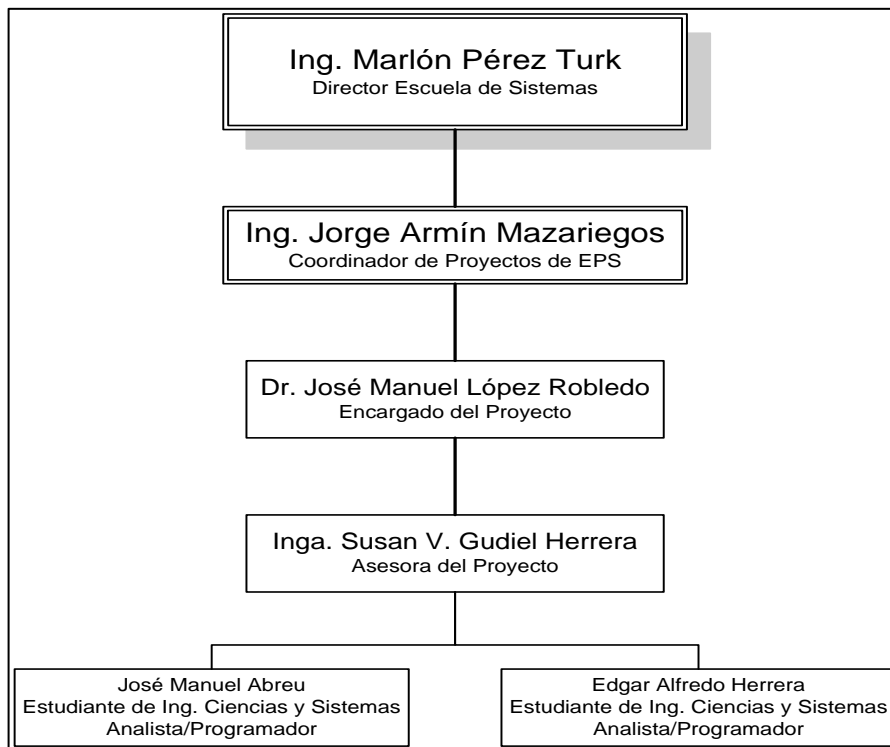 Ing. Marlón Pérez Turk
Director Escuela de Sistemas
Ing. Jorge Armín Mazariegos
Coordinador de Proyectos de EPS
Dr. José Manuel López Robledo
Encargado del Proyecto
Inga. Susan V. Gudiel Herrera
Asesora del Proyecto
José Manuel Abreu
Estudiante de Ing. Ciencias y Sistemas
Analista/Programador
Edgar Alfredo Herrera
Estudiante de Ing. Ciencias y Sistemas
Analista/Programador